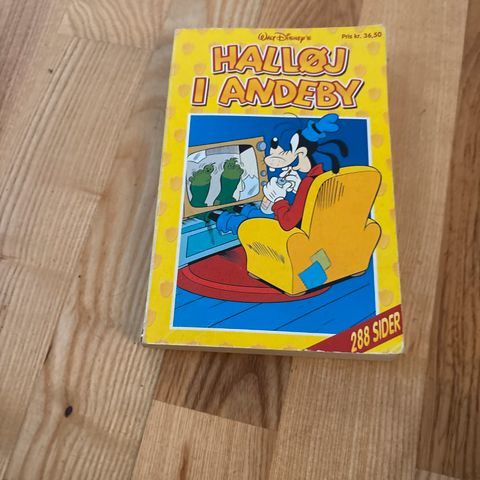 Walt Disney's
Pris kr. 36,50
HALLØJ
I ANDEBY
288 SIDER